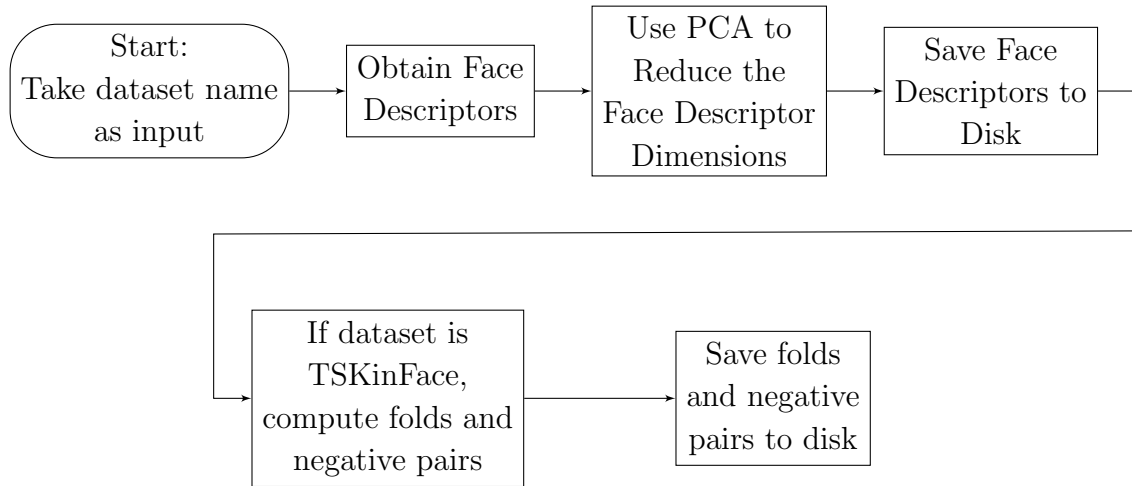 Start:
Take dataset name
as input
Obtain Face
Descriptors
Use PCA to
Reduce the
Face Descriptor
Dimensions
Save Face
Descriptors to
Disk
If dataset is
TSKinFace,
compute folds and
negative pairs
Save folds
and negative
pairs to disk